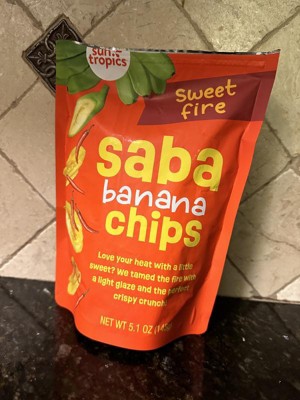 sun
tropics
sweet
fire
saba
banana
chips
Love your heat with a little
sweet? We tamed the fire with
a light glaze and the perfect
crispy crunch!
NET WT 5.1 OZ